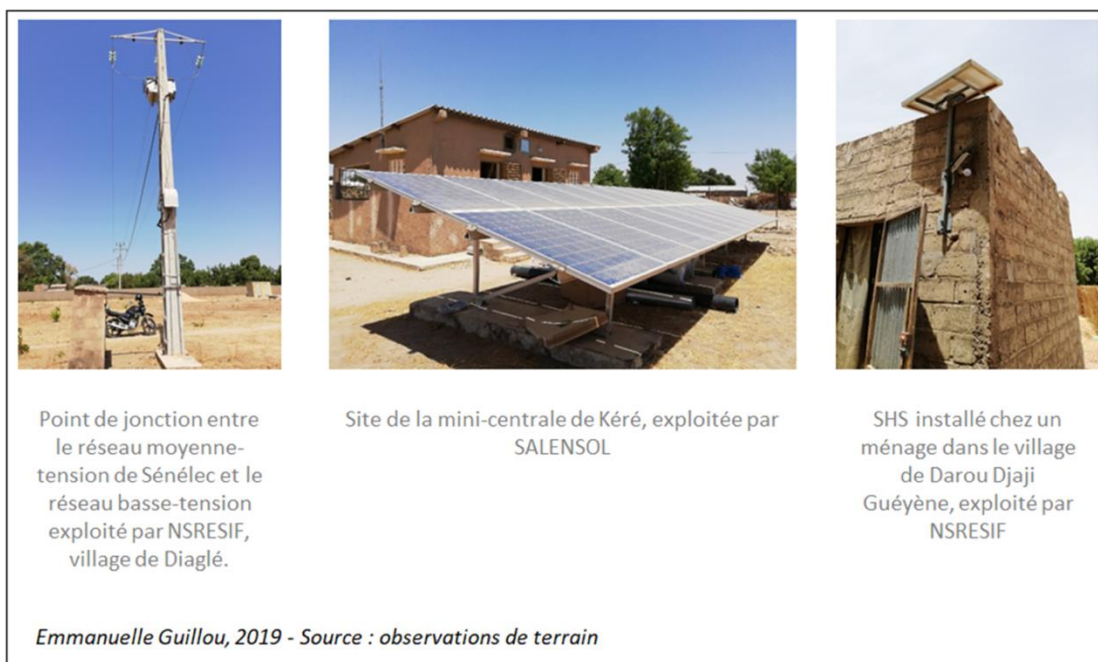 Point de jonction entre
le réseau moyenne-
tension de Sénélec et le
réseau basse-tension
exploité par NSRESIF,
village de Diaglé.
Site de la mini-centrale de Kéré, exploitée par
SALENSOL
SHS installé chez un
ménage dans le village
de Darou Djaji
Guéyène, exploité par
NSRESIF
Emmanuelle Guillou, 2019 - Source : observations de terrain